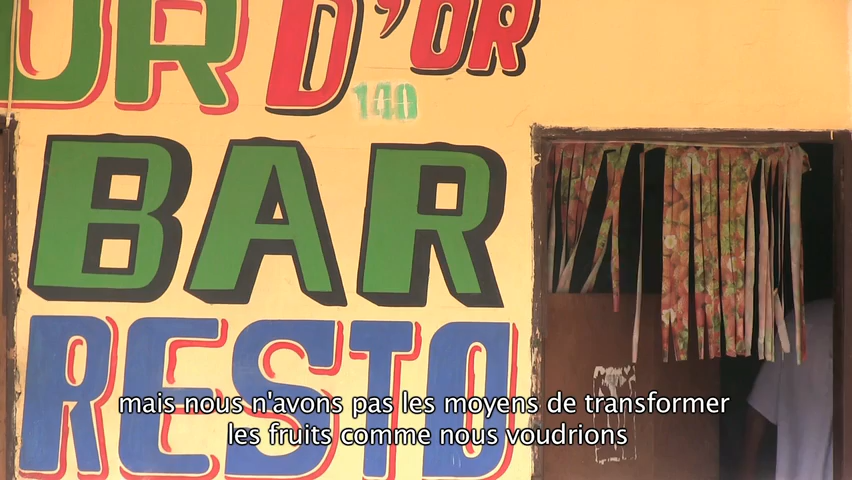 UR D'OR
140
BAR
RESTO
mais nous n'avons pas les moyens de transformer
les fruits comme nous voudrions